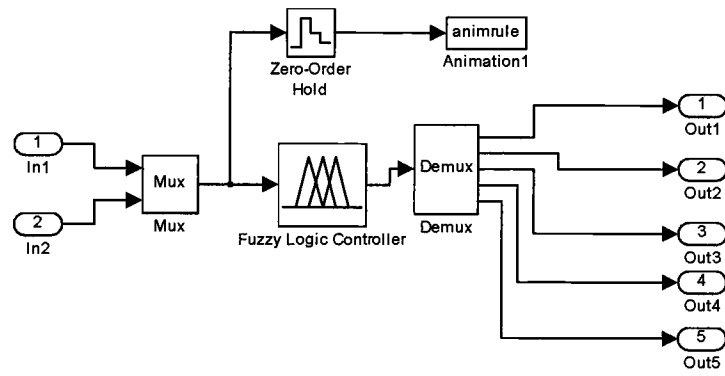 animrule
Zero-Order
Hold
Animation1
1
In1
2
In2
Mux
Mux
Fuzzy Logic Controller
Demux
Demux
1
Out1
2
Out2
3
Out3
4
Out4
5
Out5